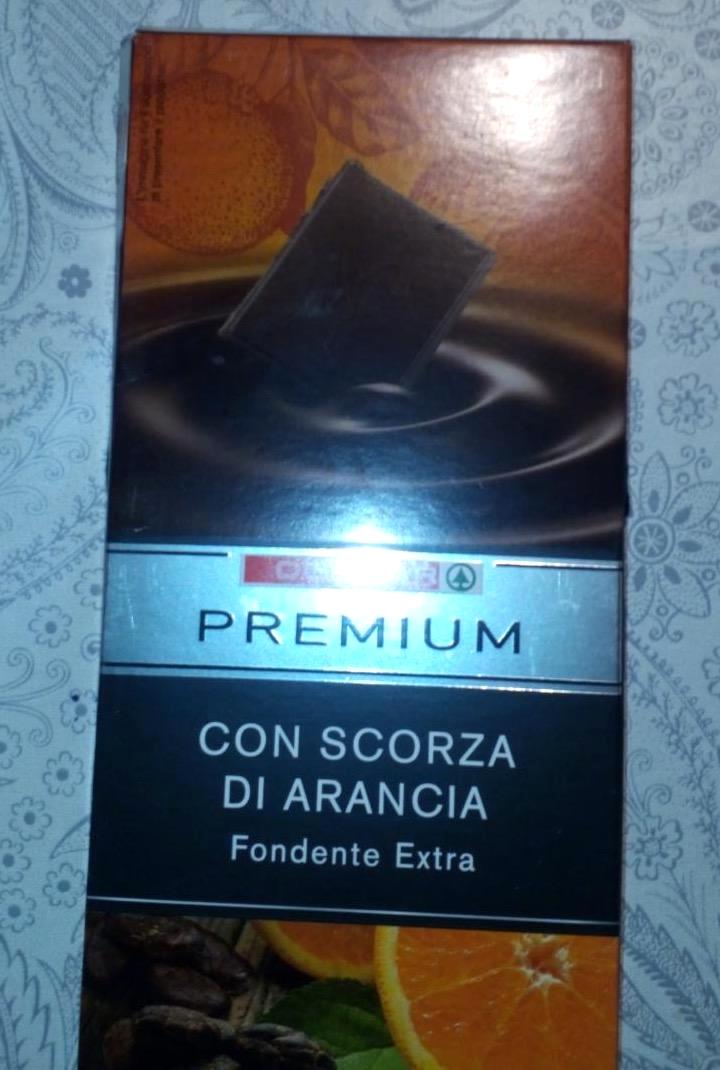 PREMIUM
CON SCORZA
DI ARANCIA
Fondente Extra